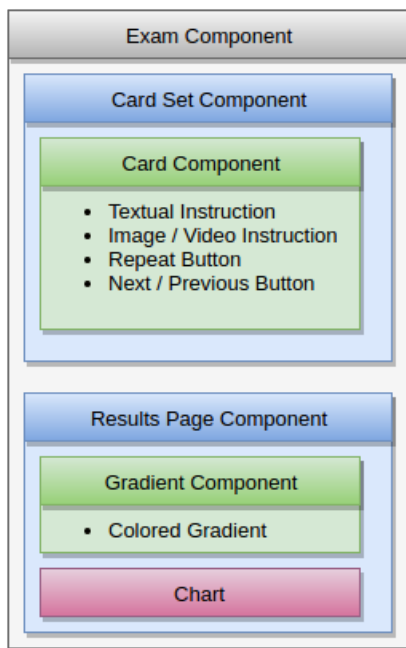 Exam Component
Card Set Component
Card Component
• Textual Instruction
• Image / Video Instruction
• Repeat Button
• Next / Previous Button
Results Page Component
Gradient Component
• Colored Gradient
Chart